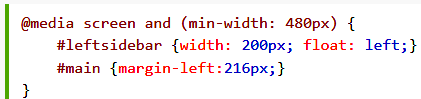 @media screen and (min-width: 480px) {
    #leftsidebar {width: 200px; float: left;}
    #main {margin-left:216px;}
}